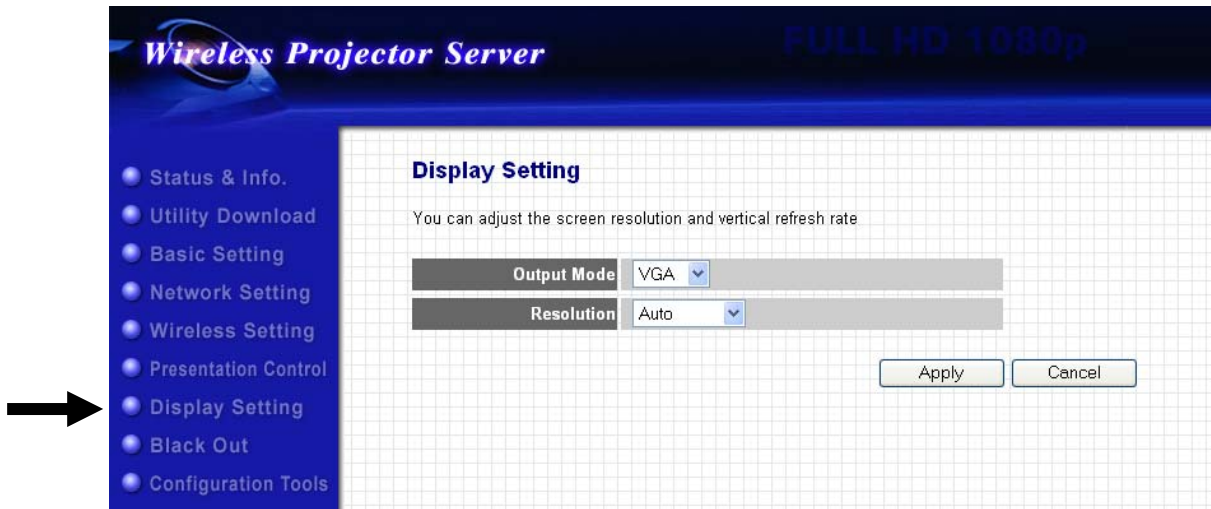 Wireless Projector Server
FULL HD 1080p
Status & Info.
Utility Download
Basic Setting
Network Setting
Wireless Setting
Presentation Control
Display Setting
Black Out
Configuration Tools
Display Setting
You can adjust the screen resolution and vertical refresh rate
Output Mode VGA
Resolution Auto
Apply Cancel